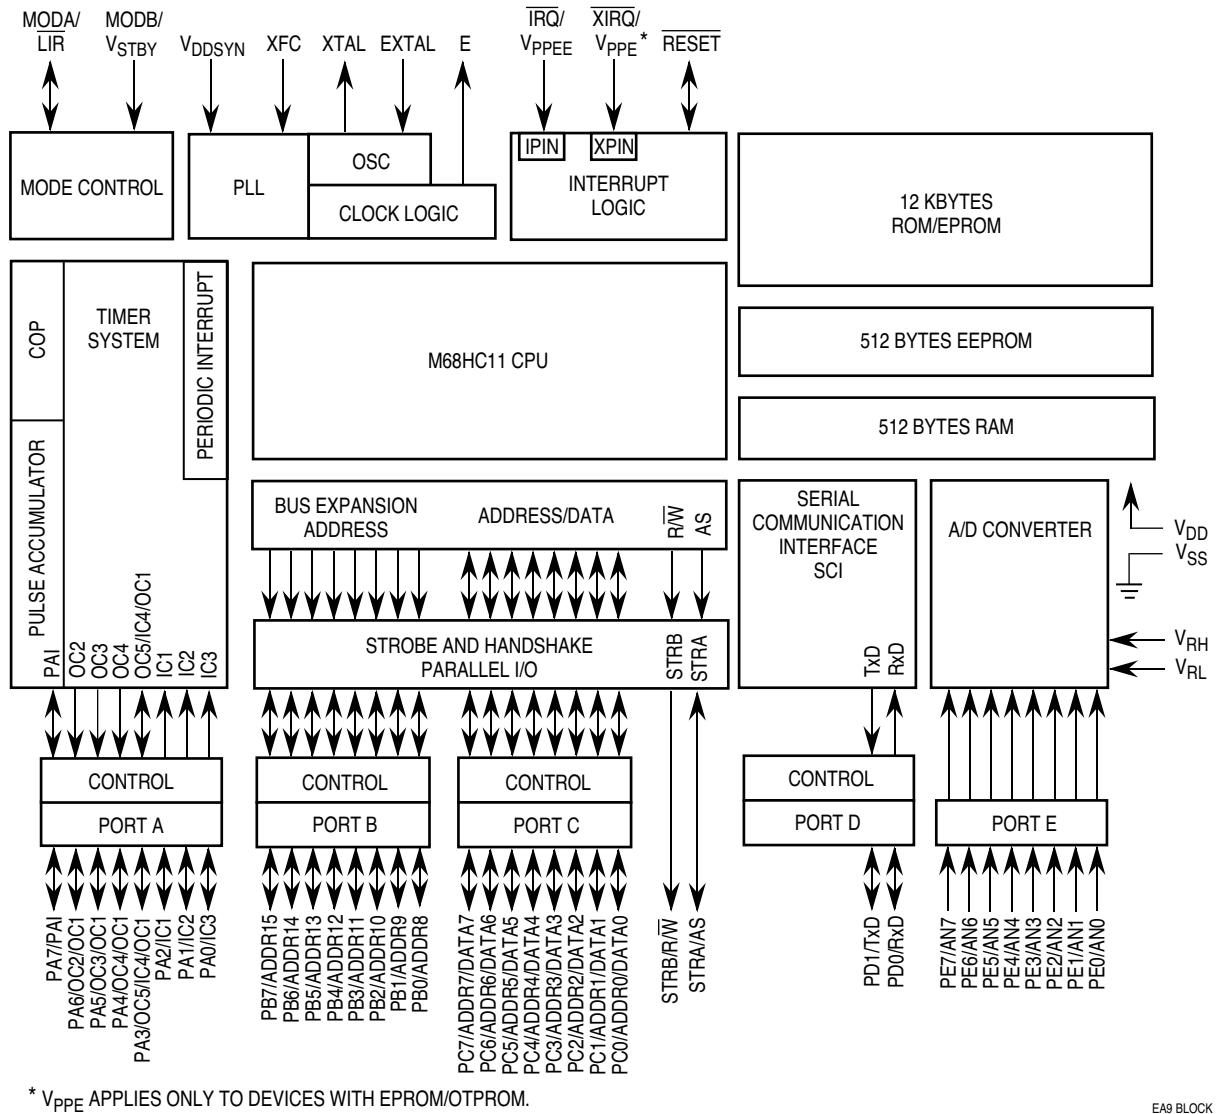 MODA/
LIR
MODB/
VSTBY
VDDSYN
XFC
XTAL
EXTAL
E
IRQ/
VPPEE
XIRQ/
VPPE*
RESET
MODE CONTROL
PLL
OSC
CLOCK LOGIC
IPIN
XPIN
INTERRUPT
LOGIC
12 KBYTES
ROM/EPROM
COP
TIMER
SYSTEM
PERIODIC INTERRUPT
M68HC11 CPU
512 BYTES EEPROM
512 BYTES RAM
PULSE ACCUMULATOR
PAI
OC2
OC3
OC4
OC5/IC4/OC1
IC1
IC2
IC3
BUS EXPANSION
ADDRESS
ADDRESS/DATA
R/W
AS
STROBE AND HANDSHAKE
PARALLEL I/O
STRB
STRA
SERIAL
COMMUNICATION
INTERFACE
SCI
TxD
RxD
A/D CONVERTER
VDD
VSS
VRH
VRL
CONTROL
PORT A
CONTROL
PORT B
CONTROL
PORT C
CONTROL
PORT D
PORT E
PA7/PAI
PA6/OC2/OC1
PA5/OC3/OC1
PA4/OC4/OC1
PA3/OC5/IC4/OC1
PA2/IC1
PA1/IC2
PA0/IC3
PB7/ADDR15
PB6/ADDR14
PB5/ADDR13
PB4/ADDR12
PB3/ADDR11
PB2/ADDR10
PB1/ADDR9
PB0/ADDR8
PC7/ADDR7/DATA7
PC6/ADDR6/DATA6
PC5/ADDR5/DATA5
PC4/ADDR4/DATA4
PC3/ADDR3/DATA3
PC2/ADDR2/DATA2
PC1/ADDR1/DATA1
PC0/ADDR0/DATA0
STRB/R/W
STRA/AS
PD1/TxD
PD0/RxD
PE7/AN7
PE6/AN6
PE5/AN5
PE4/AN4
PE3/AN3
PE2/AN2
PE1/AN1
PE0/AN0
* VPPE APPLIES ONLY TO DEVICES WITH EPROM/OTPROM.
EA9 BLOCK